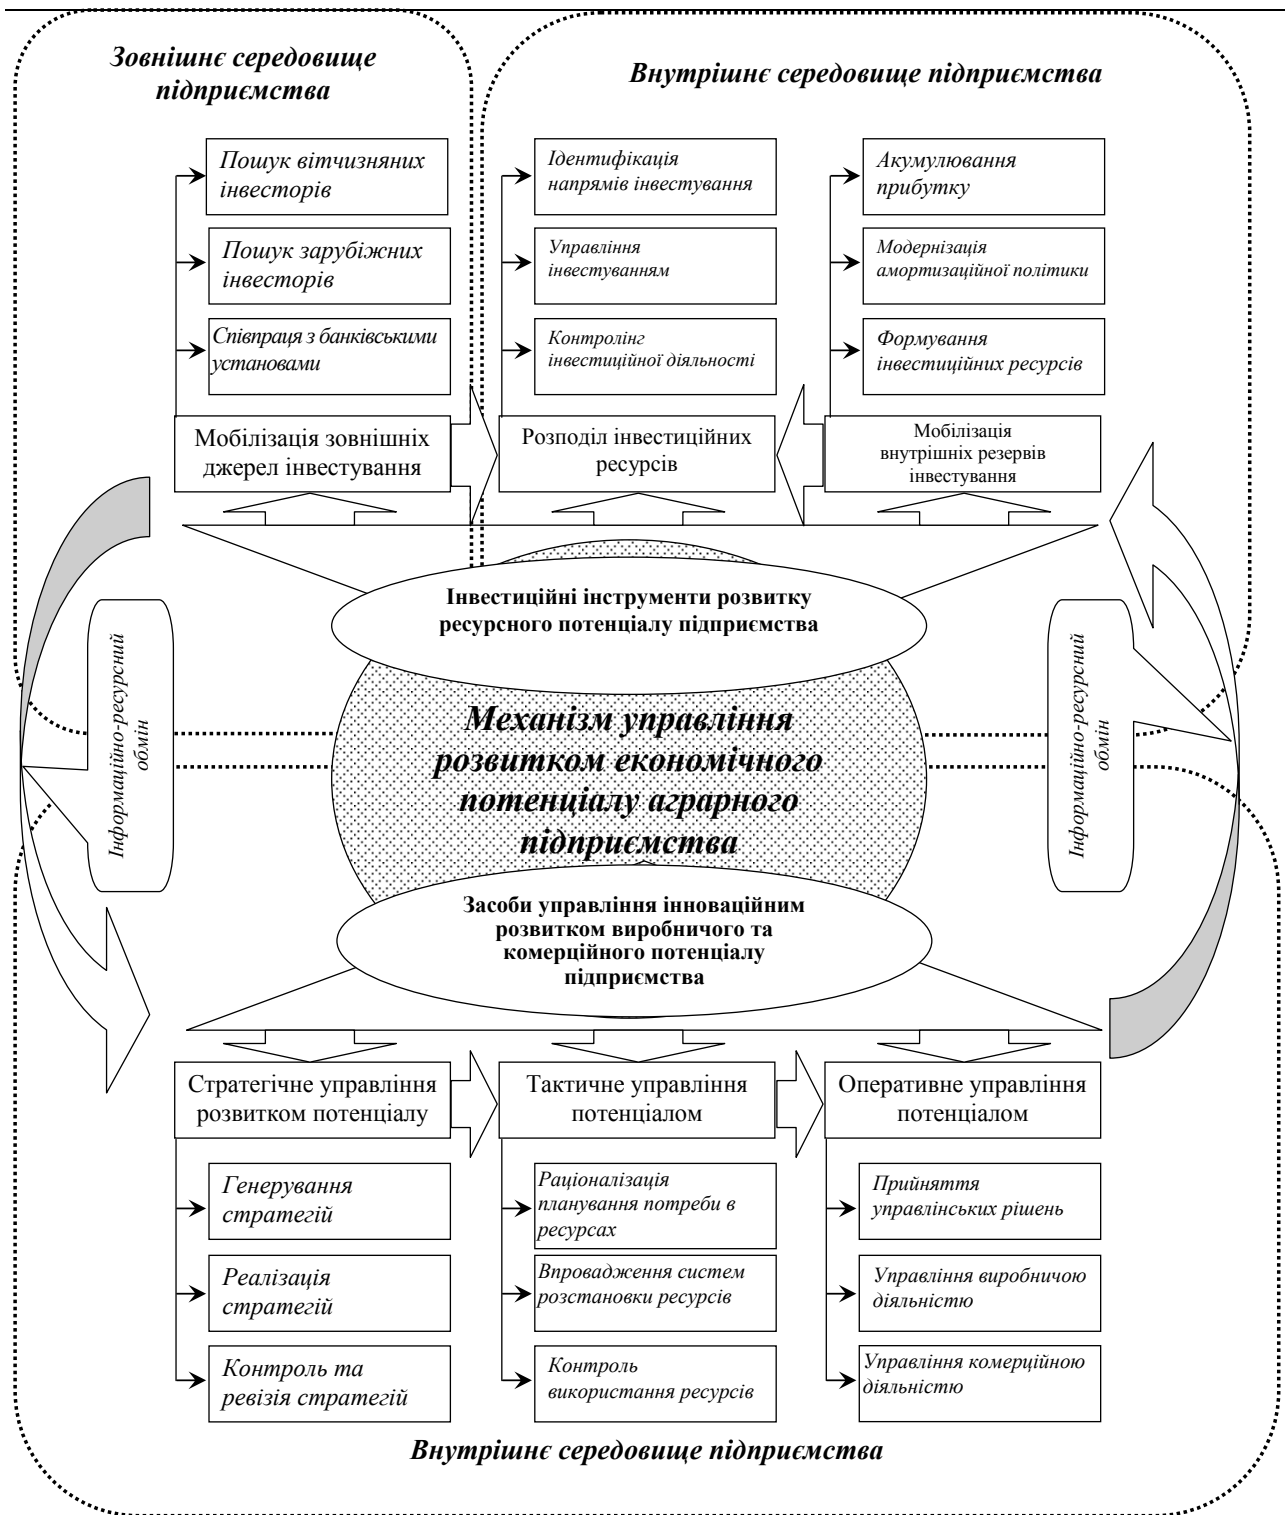 Зовнішнє середовище
підприємства
Внутрішнє середовище підприємства
Пошук вітчизняних
інвесторів
Пошук зарубіжних
інвесторів
Співпраця з банківськими
установами
Мобілізація зовнішніх
джерел інвестування
Ідентифікація
напрямів інвестування
Управління
інвестуванням
Контролінг
інвестиційної діяльності
Розподіл інвестиційних
ресурсів
Акумулювання
прибутку
Модернізація
амортизаційної політики
Формування
інвестиційних ресурсів
Мобілізація
внутрішніх резервів
інвестування
Інвестиційні інструменти розвитку
ресурсного потенціалу підприємства
Інформаційно-ресурсний
обмін
Механізм управління
розвитком економічного
потенціалу аграрного
підприємства
Інформаційно-ресурсний
обмін
Засоби управління інноваційним
розвитком виробничого та
комерційного потенціалу
підприємства
Стратегічне управління
розвитком потенціалу
Генерування
стратегій
Реалізація
стратегій
Контроль та
ревізія стратегій
Тактичне управління
потенціалом
Раціоналізація
планування потреби в
ресурсах
Впровадження систем
розстановки ресурсів
Контроль
використання ресурсів
Оперативне управління
потенціалом
Прийняття
управлінських рішень
Управління виробничою
діяльністю
Управління комерційною
діяльністю
Внутрішнє середовище підприємства